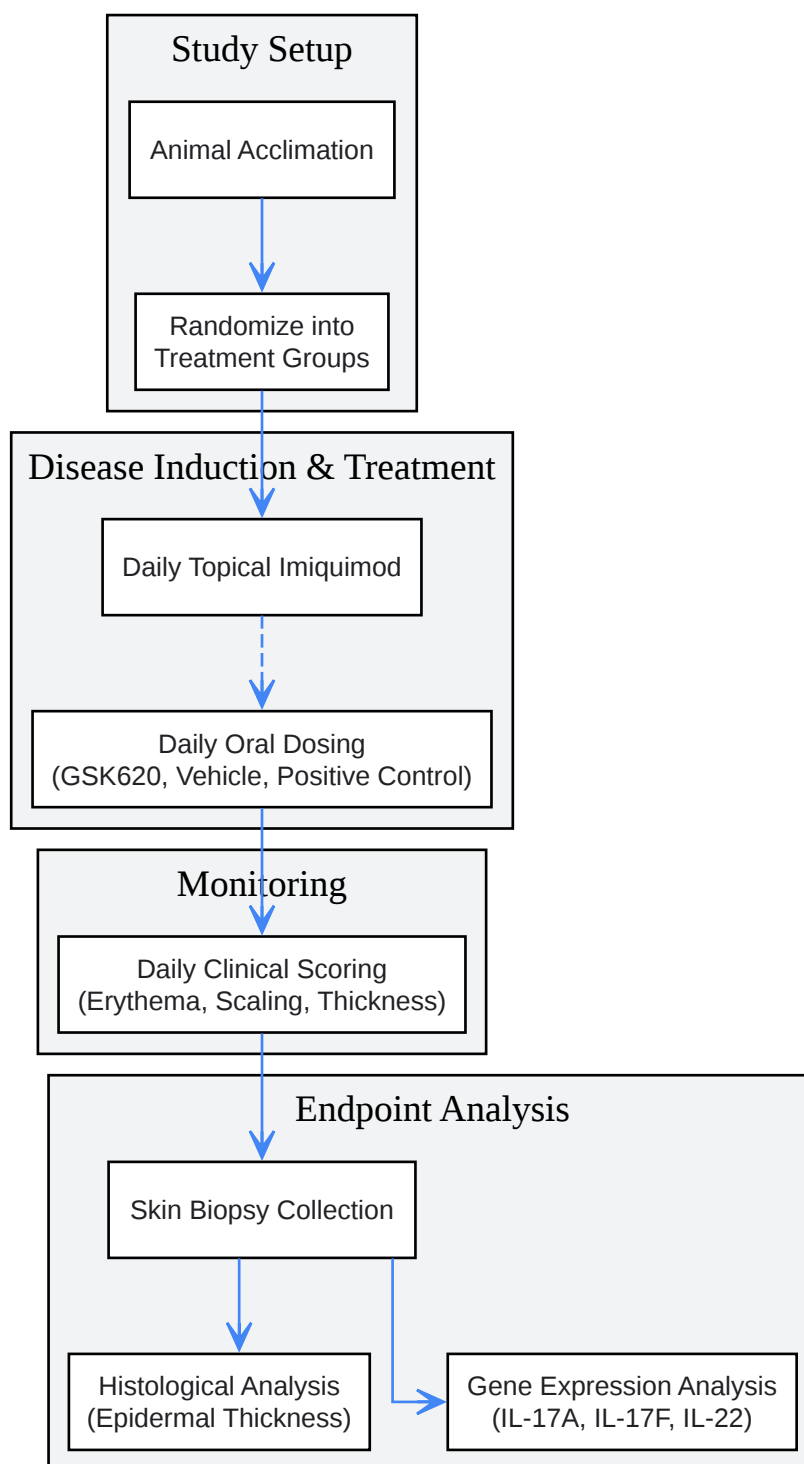 Study Setup
Animal Acclimation
Randomize into
Treatment Groups
Disease Induction & Treatment
Daily Topical Imiquimod
Daily Oral Dosing
(GSK620, Vehicle, Positive Control)
Monitoring
Daily Clinical Scoring
(Erythema, Scaling, Thickness)
Endpoint Analysis
Skin Biopsy Collection
Histological Analysis
(Epidermal Thickness)
Gene Expression Analysis
(IL-17A, IL-17F, IL-22)